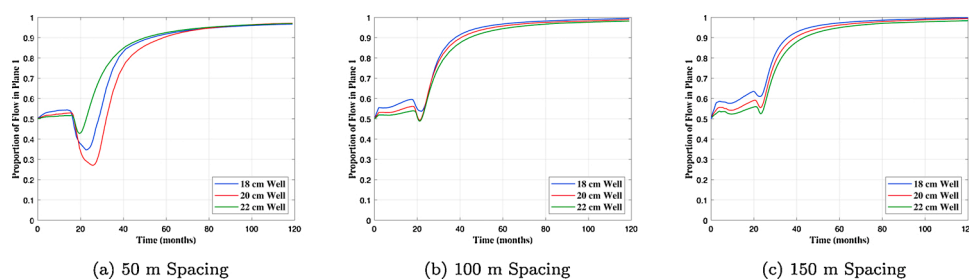 Proportion of Flow in Plane 1
1
0.9
0.8
0.7
0.6
0.5
0.4
0.3
0.2
0.1
0
0 20 40 60 80 100 120
Time (months)
18 cm Well
20 cm Well
22 cm Well
(a) 50 m Spacing
Proportion of Flow in Plane 1
1
0.9
0.8
0.7
0.6
0.5
0.4
0.3
0.2
0.1
0
0 20 40 60 80 100 120
Time (months)
18 cm Well
20 cm Well
22 cm Well
(b) 100 m Spacing
Proportion of Flow in Plane 1
1
0.9
0.8
0.7
0.6
0.5
0.4
0.3
0.2
0.1
0
0 20 40 60 80 100 120
Time (months)
18 cm Well
20 cm Well
22 cm Well
(c) 150 m Spacing